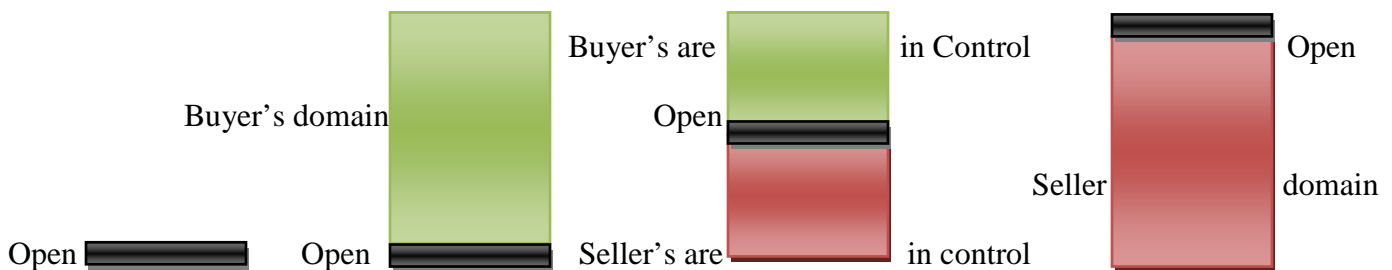 Buyer’s are in Control
Open
Buyer’s domain
Open
Seller domain
Open
Open
Seller’s are in control